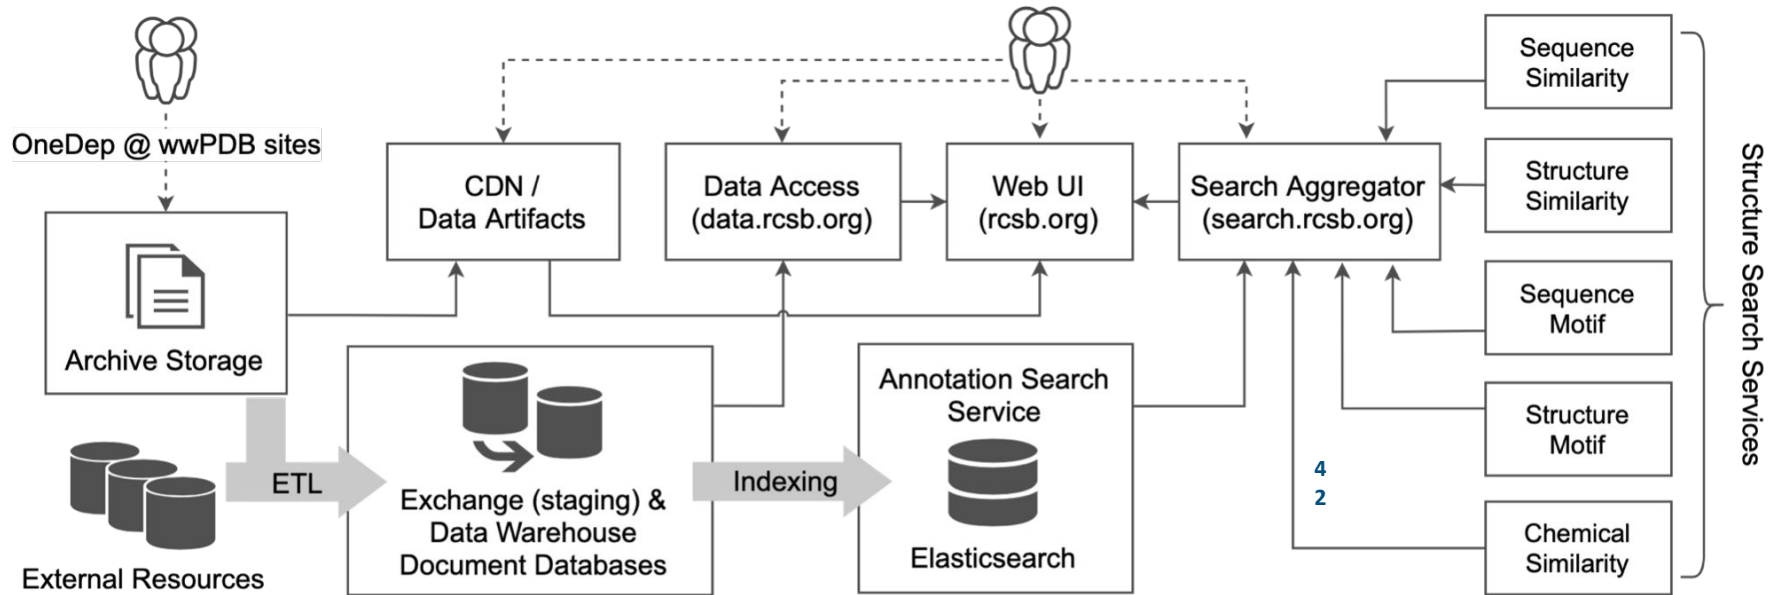 OneDep @ wwPDB sites
Archive Storage
External Resources
ETL
CDN /
Data Artifacts
Data Access
(data.rcsb.org)
Web UI
(rcsb.org)
Search Aggregator
(search.rcsb.org)
Exchange (staging) &
Data Warehouse
Document Databases
Indexing
Annotation Search
Service
Elasticsearch
4
2
Sequence
Similarity
Structure
Similarity
Sequence
Motif
Structure
Motif
Chemical
Similarity
Structure Search Services